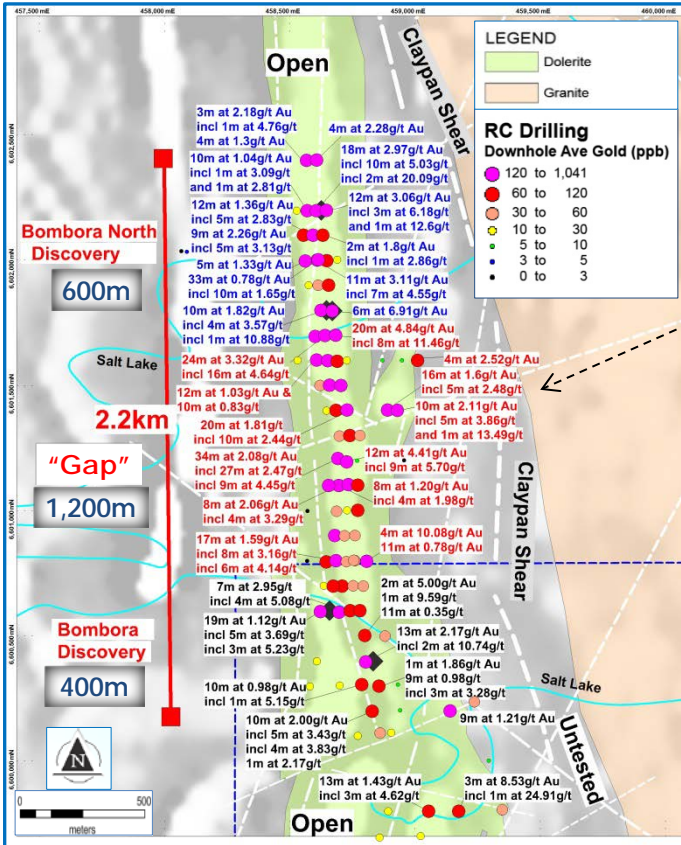 457,500 mE
458,000 mE
458,500 mE
459,000 mE
459,500 mE
460,000 mE
6,602,500 mN
6,602,000 mN
6,601,500 mN
6,601,000 mN
6,600,500 mN
6,600,000 mN
Open
Claypan Shear
LEGEND
Dolerite
Granite
RC Drilling
Downhole Ave Gold (ppb)
120 to 1,041
60 to 120
30 to 60
10 to 30
5 to 10
3 to 5
0 to 3
3m at 2.18g/t Au
incl 1m at 4.76g/t
4m at 1.3g/t Au
4m at 2.28g/t Au
10m at 1.04g/t Au
incl 1m at 3.09g/t
and 1m at 2.81g/t
18m at 2.97g/t Au
incl 10m at 5.03g/t
incl 2m at 20.09g/t
12m at 1.36g/t Au
incl 5m at 2.83g/t
12m at 3.06g/t Au
incl 3m at 6.18g/t
and 1m at 12.6g/t
9m at 2.26g/t Au
incl 5m at 3.13g/t
2m at 1.8g/t Au
incl 1m at 2.86g/t
Bombora North
Discovery
600m
5m at 1.33g/t Au
33m at 0.78g/t Au
incl 10m at 1.65g/t
11m at 3.11g/t Au
incl 7m at 4.55g/t
10m at 1.82g/t Au
incl 4m at 3.57g/t
incl 1m at 10.88g/t
6m at 6.91g/t Au
20m at 4.84g/t Au
incl 8m at 11.46g/t
Salt Lake
24m at 3.32g/t Au
incl 16m at 4.64g/t
4m at 2.52g/t Au
16m at 1.6g/t Au
incl 5m at 2.48g/t
12m at 1.03g/t Au &
10m at 0.83g/t
10m at 2.11g/t Au
incl 5m at 3.86g/t
and 1m at 13.49g/t
2.2km
20m at 1.81g/t
incl 10m at 2.44g/t
"Gap"
1,200m
34m at 2.08g/t Au
incl 27m at 2.47g/t
incl 9m at 4.45g/t
12m at 4.41g/t Au
incl 9m at 5.70g/t
Claypan Shear
8m at 1.20g/t Au
incl 4m at 1.98g/t
8m at 2.06g/t Au
incl 4m at 3.29g/t
17m at 1.59g/t Au
incl 8m at 3.16g/t
incl 6m at 4.14g/t
4m at 10.08g/t Au
11m at 0.78g/t Au
7m at 2.95g/t
incl 4m at 5.08g/t
2m at 5.00g/t Au
1m at 9.59g/t
11m at 0.35g/t
19m at 1.12g/t Au
incl 5m at 3.69g/t
incl 3m at 5.23g/t
13m at 2.17g/t Au
incl 2m at 10.74g/t
Bombora
Discovery
400m
1m at 1.86g/t Au
9m at 0.98g/t
incl 3m at 3.28g/t
10m at 0.98g/t Au
incl 1m at 5.15g/t
Salt Lake
9m at 1.21g/t Au
10m at 2.00g/t Au
incl 5m at 3.43g/t
incl 4m at 3.83g/t
1m at 2.17g/t
Untested
N
13m at 1.43g/t Au
incl 3m at 4.62g/t
3m at 8.53g/t Au
incl 1m at 24.91g/t
0
500
meters
Open